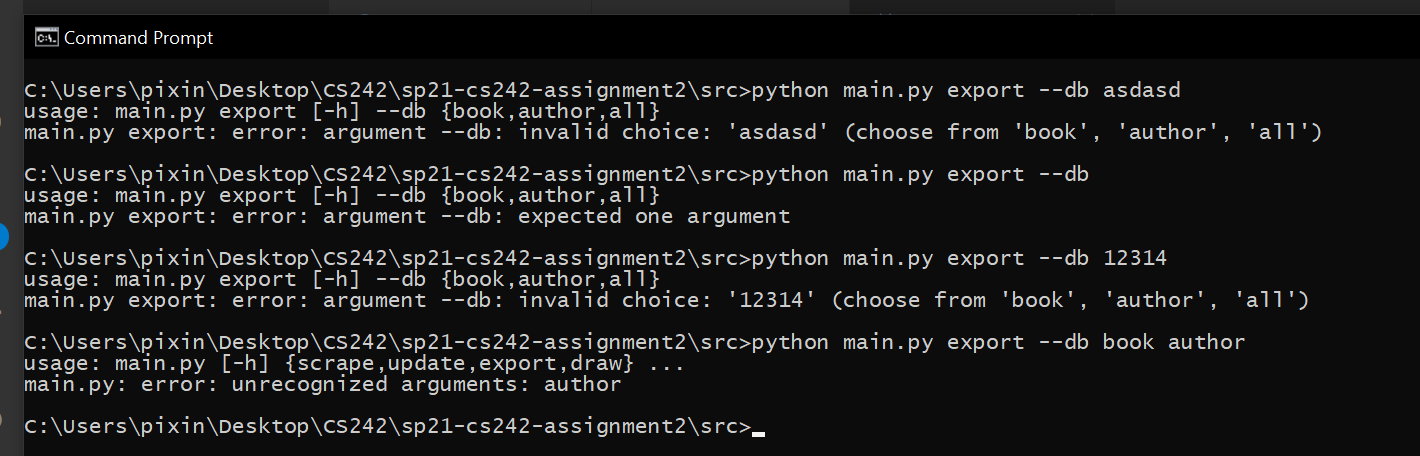 Command Prompt
C:\Users\pixin\Desktop\CS242\sp21-cs242-assignment2\src>python main.py export --db asdasd
usage: main.py export [-h] --db {book,author,all}
main.py export: error: argument --db: invalid choice: 'asdasd' (choose from 'book', 'author', 'all')
C:\Users\pixin\Desktop\CS242\sp21-cs242-assignment2\src>python main.py export --db
usage: main.py export [-h] --db {book,author,all}
main.py export: error: argument --db: expected one argument
C:\Users\pixin\Desktop\CS242\sp21-cs242-assignment2\src>python main.py export --db 12314
usage: main.py export [-h] --db {book,author,all}
main.py export: error: argument --db: invalid choice: '12314' (choose from 'book', 'author', 'all')
C:\Users\pixin\Desktop\CS242\sp21-cs242-assignment2\src>python main.py export --db book author
usage: main.py [-h] {scrape,update,export,draw} ...
main.py: error: unrecognized arguments: author
C:\Users\pixin\Desktop\CS242\sp21-cs242-assignment2\src>